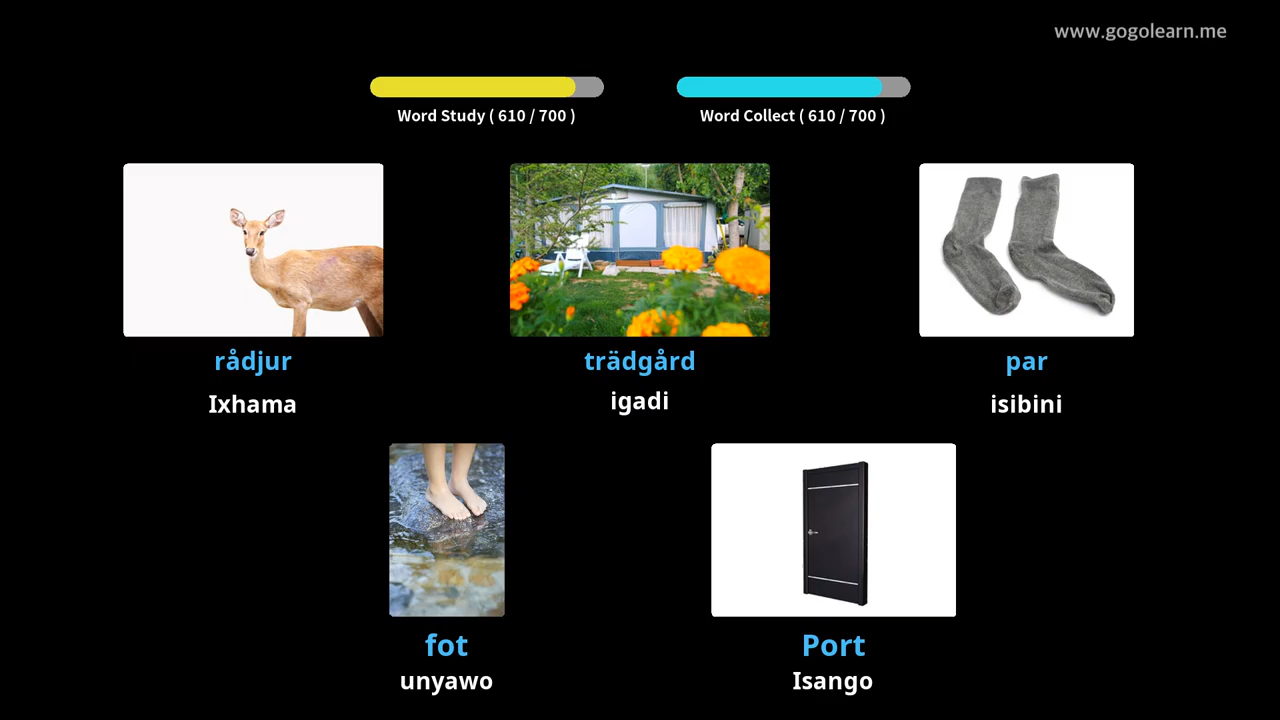 www.gogolearn.me
Word Study ( 610 / 700 )
Word Collect ( 610 / 700 )
rådjur
Ixhama
trädgård
igadi
par
isibini
fot
unyawo
Port
Isango